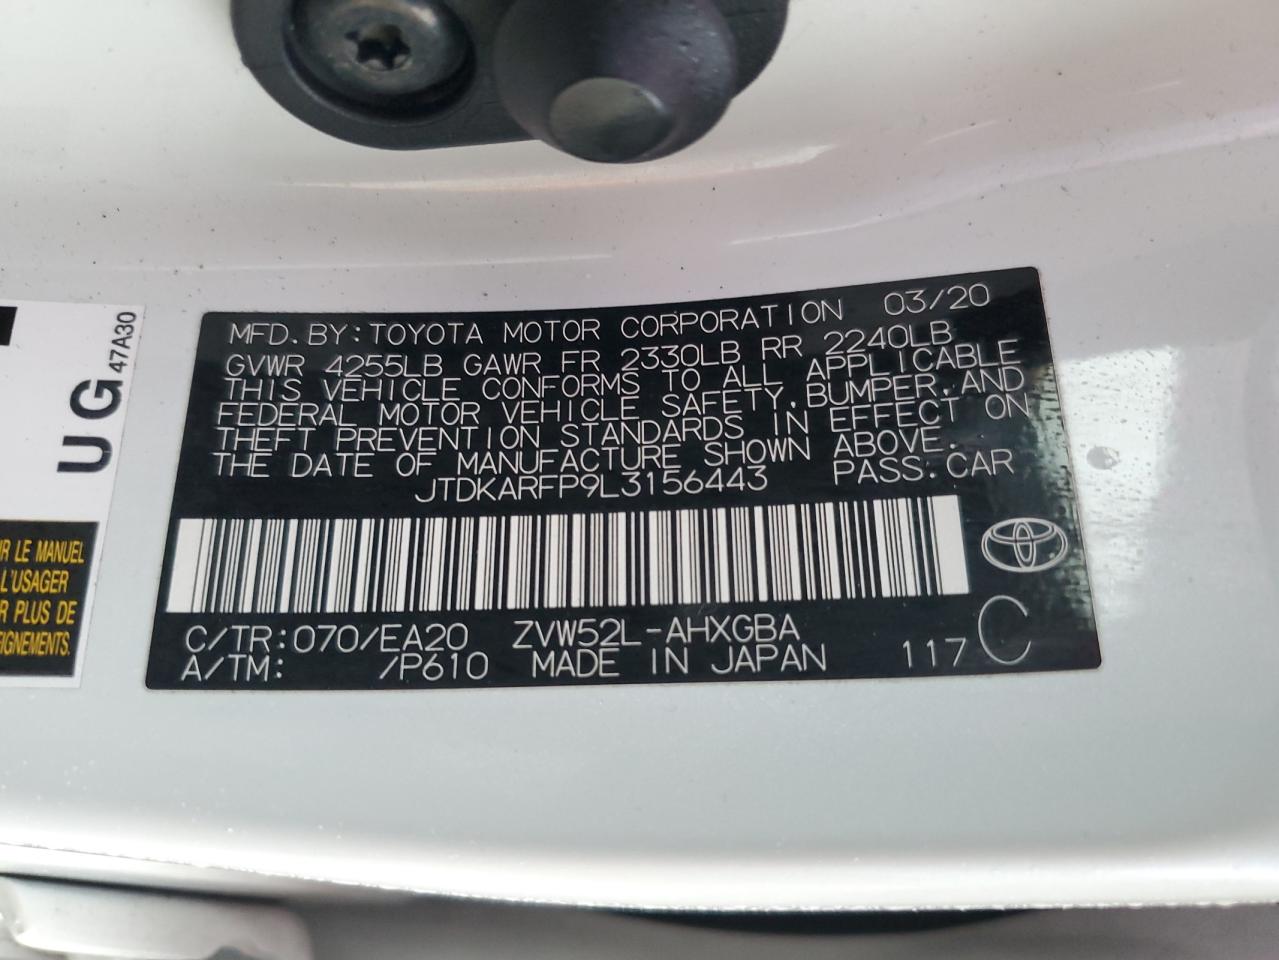 MFD. BY: TOYOTA MOTOR CORPORATION 03/20
GVWR 4255LB GAWR FR 2330LB RR 2240LB
THIS VEHICLE CONFORMS TO ALL APPLICABLE
FEDERAL MOTOR VEHICLE SAFETY, BUMPER, AND
THEFT PREVENTION STANDARDS IN EFFECT ON
THE DATE OF MANUFACTURE SHOWN ABOVE.
JTDKARFP9L3156443 PASS. CAR
C/TR: 070/EA20 ZVW52L-AHXGBA
A/TM: /P610 MADE IN JAPAN 117 C
UG 47A30
LE MANUEL
L'USAGER
PLUS DE